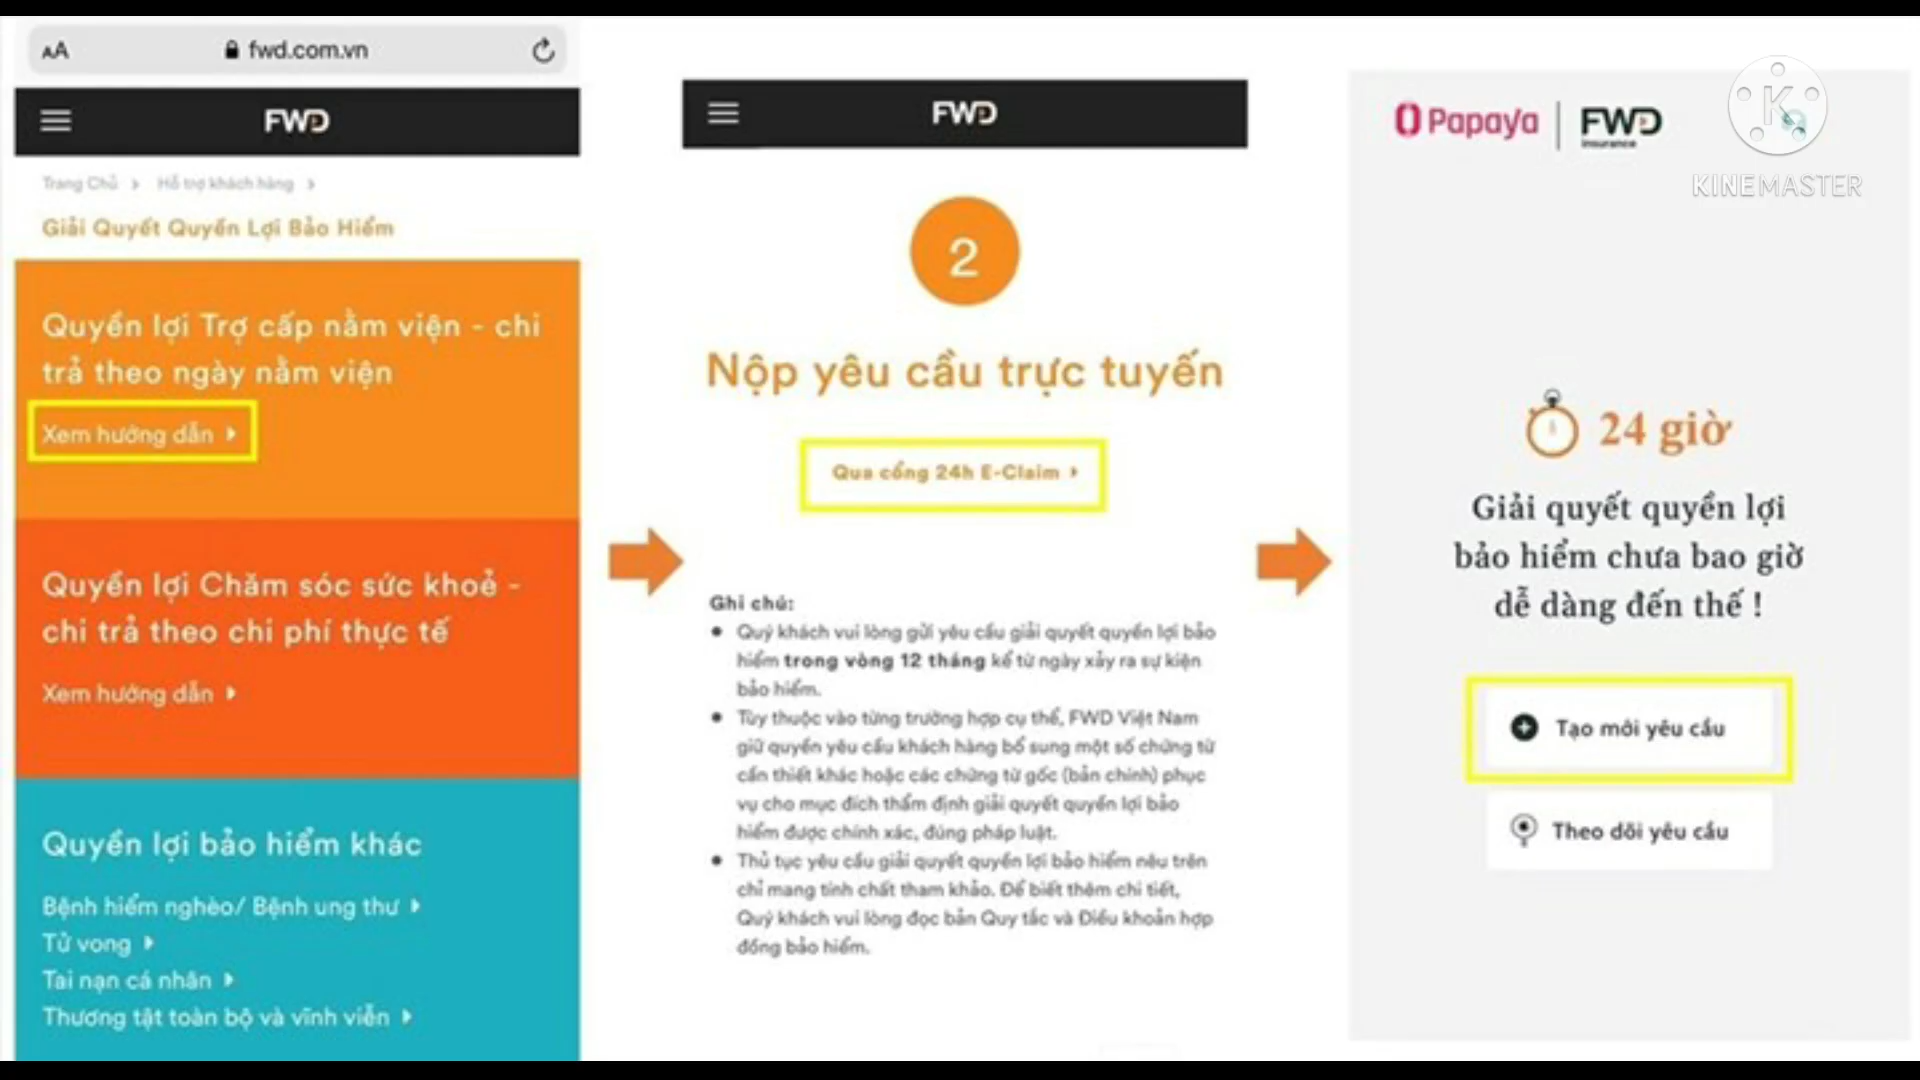 AA fwd.com.vn
FWD
Trang Chủ > Hỗ trợ khách hàng >
Giải Quyết Quyền Lợi Bảo Hiểm
Quyền lợi Trợ cấp nằm viện - chi
trả theo ngày nằm viện
Xem hướng dẫn
Quyền lợi Chăm sóc sức khoẻ -
chi trả theo chi phí thực tế
Xem hướng dẫn
Quyền lợi bảo hiểm khác
Bệnh hiểm nghèo/ Bệnh ung thư
Tử vong
Tai nạn cá nhân
Thương tật toàn bộ và vĩnh viễn
FWD
2
Nộp yêu cầu trực tuyến
Qua cổng 24h E-Claim
Ghi chú:
Quý khách vui lòng gửi yêu cầu giải quyết quyền lợi bảo
hiểm trong vòng 12 tháng kể từ ngày xảy ra sự kiện
bảo hiểm.
Tùy thuộc vào từng trường hợp cụ thể, FWD Việt Nam
giữ quyền yêu cầu khách hàng bổ sung một số chứng từ
cần thiết khác hoặc các chứng từ gốc (bản chính) phục
vụ cho mục đích thẩm định giải quyết quyền lợi bảo
hiểm được chính xác, đúng pháp luật.
Thủ tục yêu cầu giải quyết quyền lợi bảo hiểm nêu trên
chỉ mang tính chất tham khảo. Để biết thêm chi tiết,
Quý khách vui lòng đọc bản Quy tắc và Điều khoản hợp
đồng bảo hiểm.
Papaya | FWD
insurance
K
KINEMASTER
24 giờ
Giải quyết quyền lợi
bảo hiểm chưa bao giờ
dễ dàng đến thế !
Tạo mới yêu cầu
Theo dõi yêu cầu